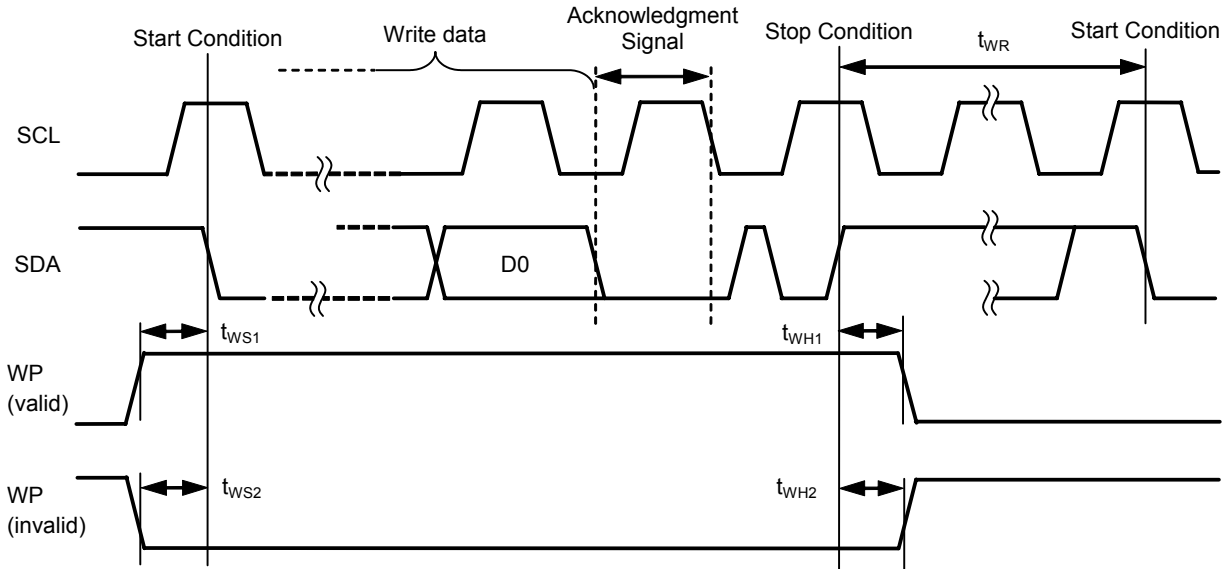 Start Condition
Write data
Acknowledgment
Signal
Stop Condition
tWR
Start Condition
SCL
SDA
D0
tWS1
tWH1
WP
(valid)
tWS2
tWH2
WP
(invalid)